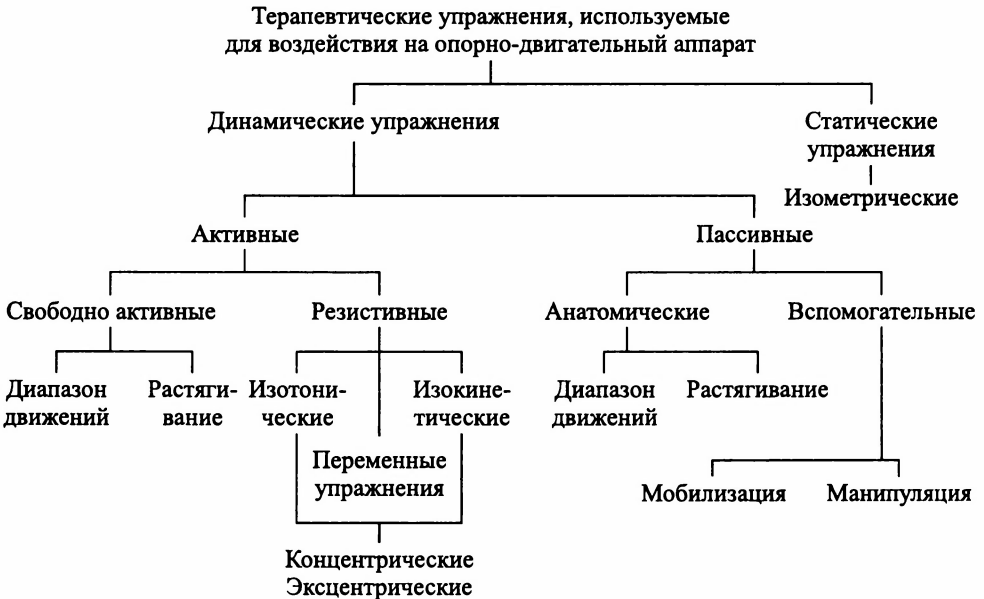 Терапевтические упражнения, используемые
для воздействия на опорно-двигательный аппарат
Динамические упражнения
Статические
упражнения
Изометрические
Активные
Пассивные
Свободно активные
Резистивные
Анатомические
Вспомогательные
Диапазон
движений
Растяги-
вание
Изотони-
ческие
Изокине-
тические
Диапазон
движений
Растягивание
Переменные
упражнения
Мобилизация
Манипуляция
Концентрические
Эксцентрические